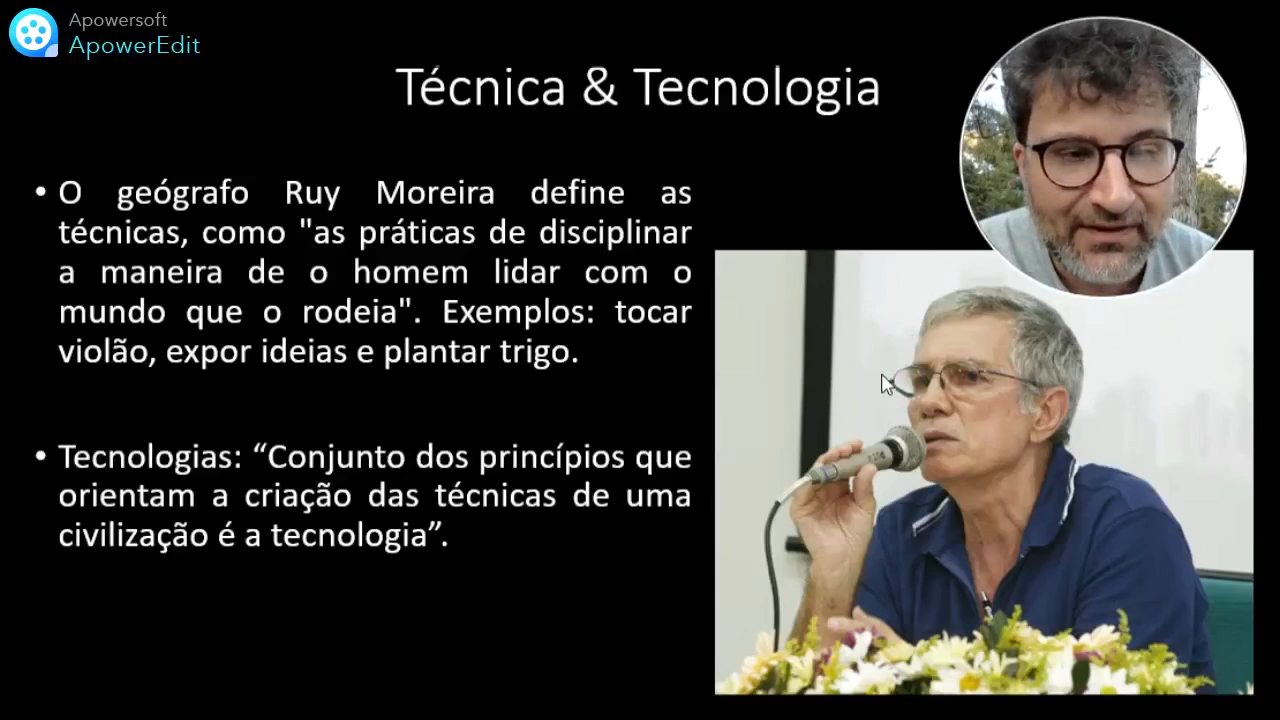 Apowersoft
ApowerEdit
Técnica & Tecnologia
• O geógrafo Ruy Moreira define as
técnicas, como "as práticas de disciplinar
a maneira de o homem lidar com o
mundo que o rodeia". Exemplos: tocar
violão, expor ideias e plantar trigo.
• Tecnologias: “Conjunto dos princípios que
orientam a criação das técnicas de uma
civilização é a tecnologia”.